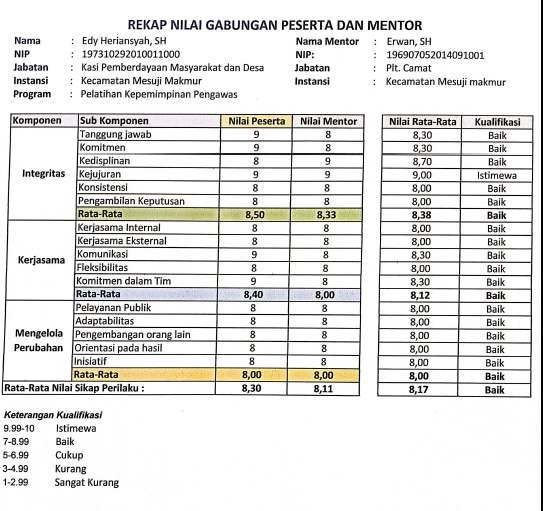 REKAP NILAI GABUNGAN PESERTA DAN MENTOR
Nama : Edy Heriansyah, SH Nama Mentor : Erwan, SH
NIP : 197310292010011000 NIP: : 196907052014091001
Jabatan : Kasi Pemberdayaan Masyarakat dan Desa Jabatan : Plt. Camat
Instansi : Kecamatan Mesuji Makmur Instansi : Kecamatan Mesuji makmur
Program : Pelatihan Kepemimpinan Pengawas
Komponen Sub Komponen Nilai Peserta Nilai Mentor Nilai Rata-Rata Kualifikasi
Tanggung jawab 9 8 8,30 Baik
Komitmen 9 8 8,30 Baik
Kedisplinan 8 9 8,70 Baik
Integritas Kejujuran 9 9 9,00 Istimewa
Konsistensi 8 8 8,00 Baik
Pengambilan Keputusan 8 8 8,00 Baik
Rata-Rata 8,50 8,33 8,38 Baik
Kerjasama Internal 8 8 8,00 Baik
Kerjasama Eksternal 8 8 8,00 Baik
Kerjasama Komunikasi 9 8 8,30 Baik
Fleksibilitas 8 8 8,00 Baik
Komitmen dalam Tim 9 8 8,30 Baik
Rata-Rata 8,40 8,00 8,12 Baik
Pelayanan Publik 8 8 8,00 Baik
Adaptabilitas 8 8 8,00 Baik
Mengelola Perubahan Pengembangan orang lain 8 8 8,00 Baik
Orientasi pada hasil 8 8 8,00 Baik
Inisiatif 8 8 8,00 Baik
Rata-Rata 8,00 8,00 8,00 Baik
Rata-Rata Nilai Sikap Perilaku : 8,30 8,11 8,17 Baik
Keterangan Kualifikasi
9.99-10 Istimewa
7-8.99 Baik
5-6.99 Cukup
3-4.99 Kurang
1-2.99 Sangat Kurang